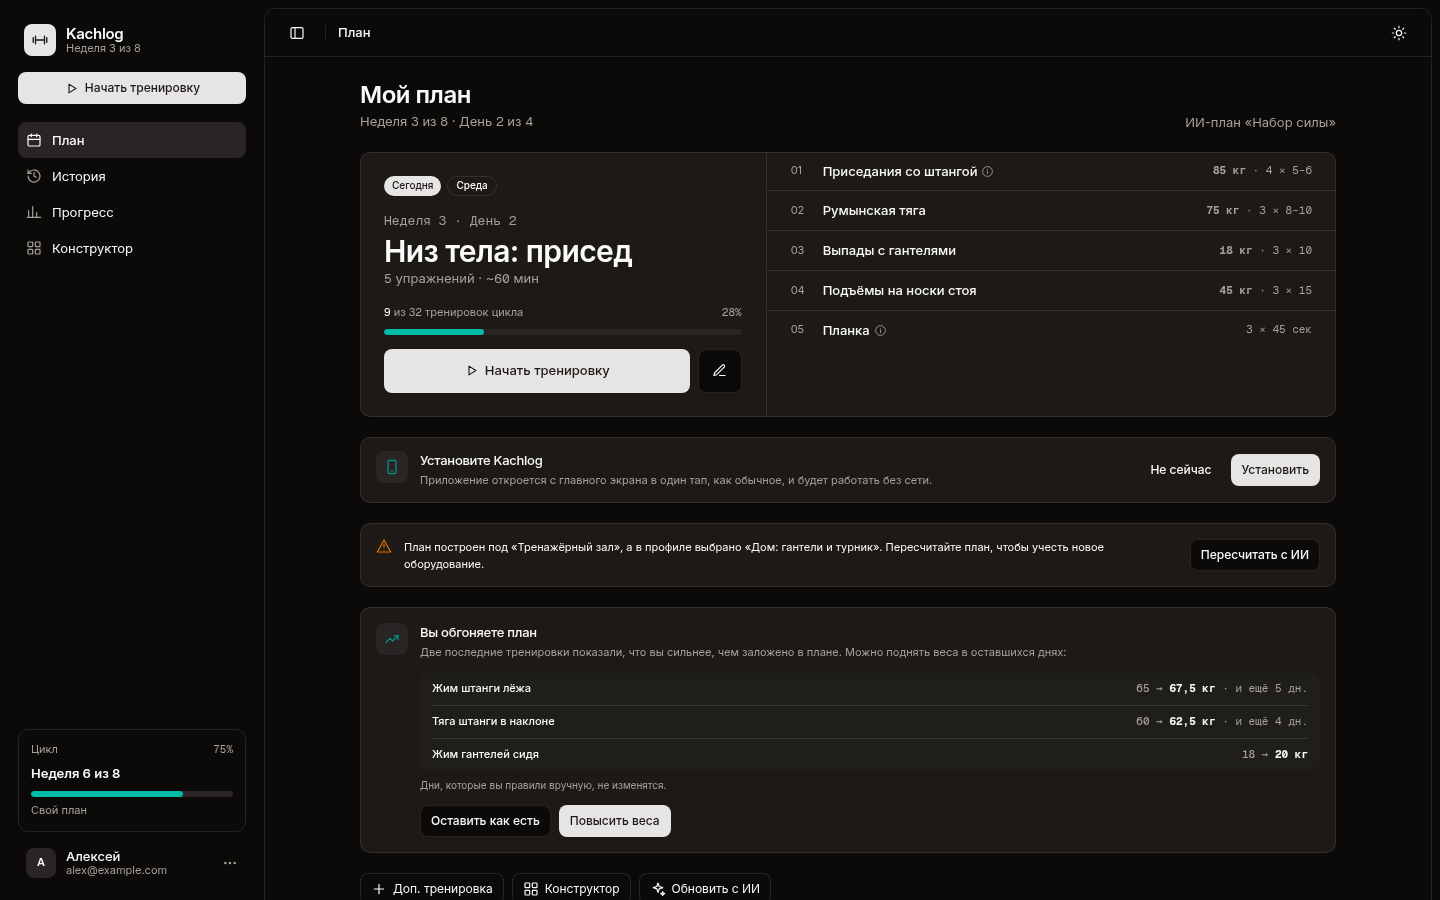 Kachlog
Неделя 3 из 8
Начать тренировку
План
История
Прогресс
Конструктор
Цикл 75%
Неделя 6 из 8
Свой план
А Алексей
alex@example.com
План
Мой план
Неделя 3 из 8 · День 2 из 4
ИИ-план «Набор силы»
Сегодня Среда
Неделя 3 · День 2
Низ тела: присед
5 упражнений · ~60 мин
9 из 32 тренировок цикла 28%
Начать тренировку
01 Приседания со штангой 85 кг · 4 × 5–6
02 Румынская тяга 75 кг · 3 × 8–10
03 Выпады с гантелями 18 кг · 3 × 10
04 Подъёмы на носки стоя 45 кг · 3 × 15
05 Планка 3 × 45 сек
Установите Kachlog
Приложение откроется с главного экрана в один тап, как обычное, и будет работать без сети.
Не сейчас Установить
План построен под «Тренажёрный зал», а в профиле выбрано «Дом: гантели и турник». Пересчитайте план, чтобы учесть новое
оборудование.
Пересчитать с ИИ
Вы обгоняете план
Две последние тренировки показали, что вы сильнее, чем заложено в плане. Можно поднять веса в оставшихся днях:
Жим штанги лёжа 65 → 67,5 кг · и ещё 5 дн.
Тяга штанги в наклоне 60 → 62,5 кг · и ещё 4 дн.
Жим гантелей сидя 18 → 20 кг
Дни, которые вы правили вручную, не изменятся.
Оставить как есть Повысить веса
Доп. тренировка Конструктор Обновить с ИИ